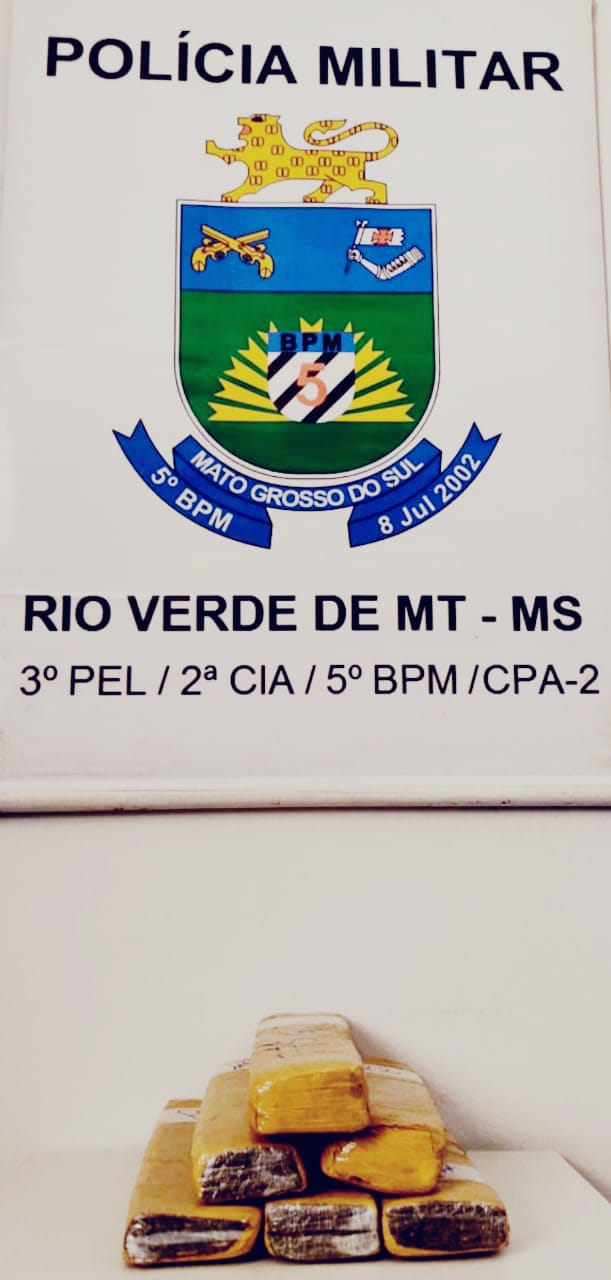 POLÍCIA MILITAR
BPM
5
MATO GROSSO DO SUL
5º BPM
8 Jul 2002
RIO VERDE DE MT - MS
3º PEL / 2ª CIA / 5º BPM /CPA-2